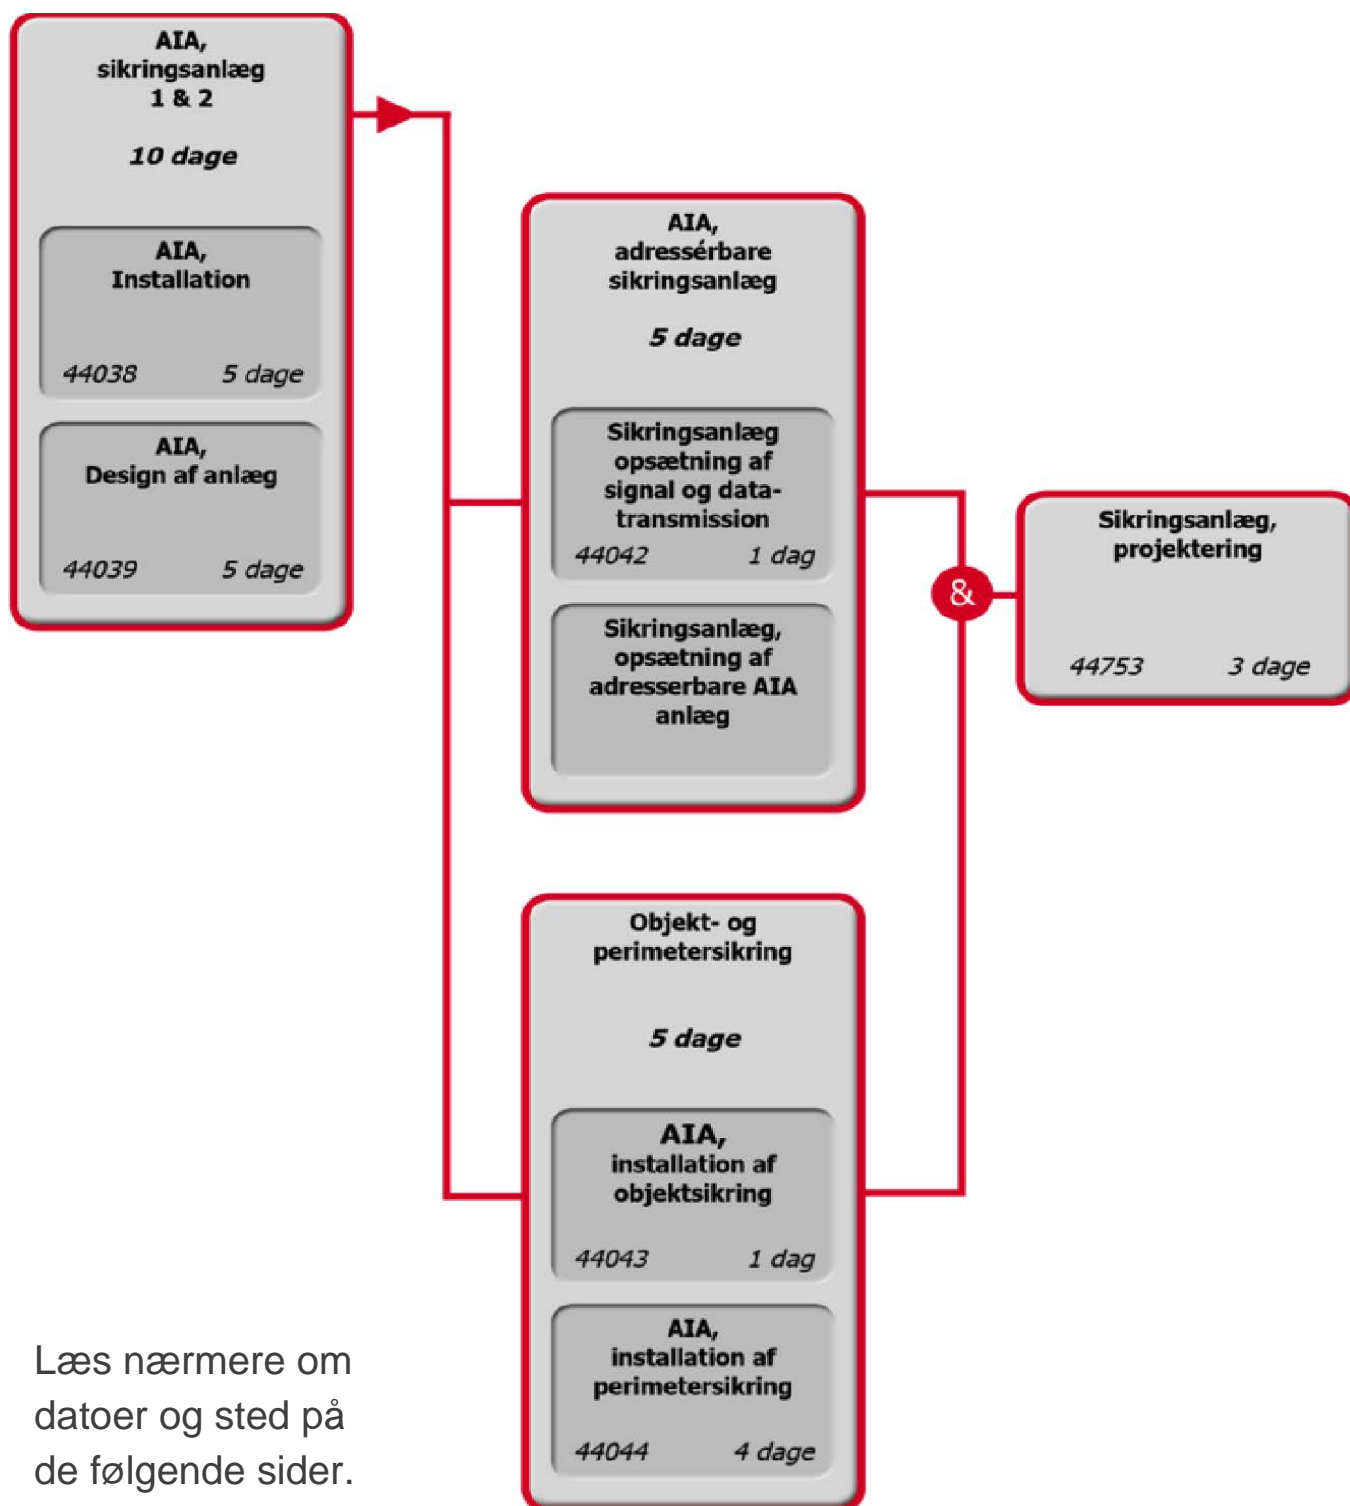 AIA,
sikringsanlæg
1 & 2
10 dage
AIA,
Installation
44038 5 dage
AIA,
Design af anlæg
44039 5 dage
AIA,
adressérbare
sikringsanlæg
5 dage
Sikringsanlæg
opsætning af
signal og data-
transmission
44042 1 dag
Sikringsanlæg,
opsætning af
adresserbare AIA
anlæg
Objekt- og
perimetersikring
5 dage
AIA,
installation af
objektsikring
44043 1 dag
AIA,
installation af
perimetersikring
44044 4 dage
&
Sikringsanlæg,
projektering
44753 3 dage
Læs nærmere om
datoer og sted på
de følgende sider.